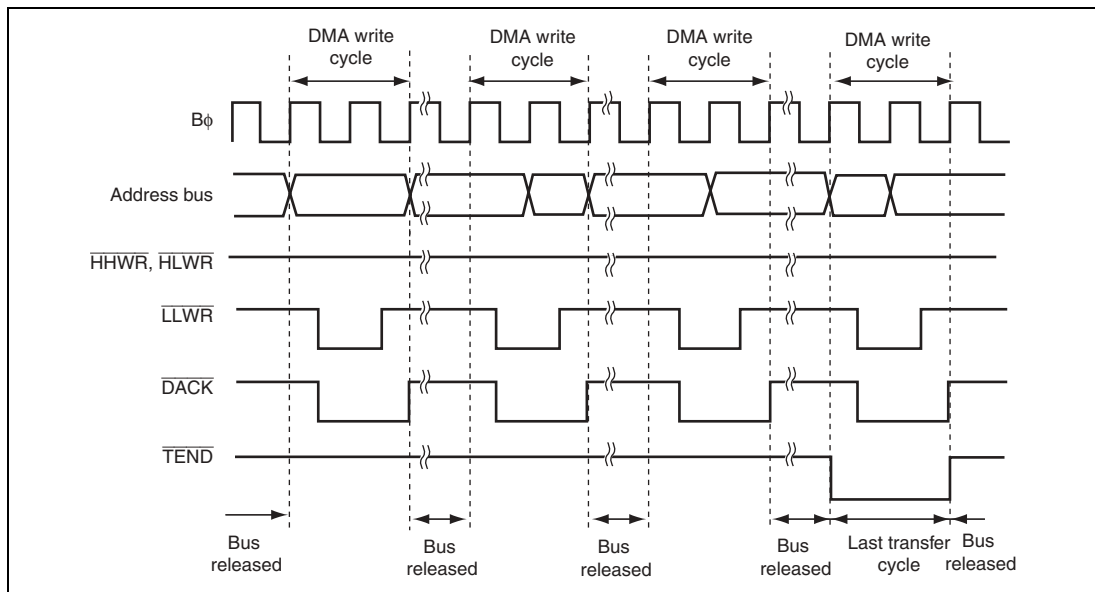 DMA write
cycle
DMA write
cycle
DMA write
cycle
DMA write
cycle
Bϕ
Address bus
HHWR, HLWR
LLWR
DACK
TEND
Bus
released
Bus
released
Bus
released
Bus
released
Last transfer
cycle
Bus
released